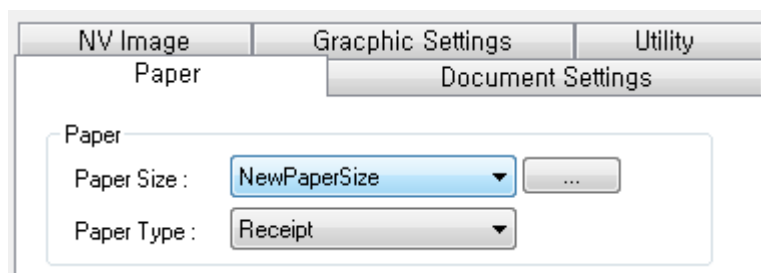 NV Image Gracphic Settings Utility
Paper Document Settings
Paper
Paper Size : NewPaperSize ...
Paper Type : Receipt